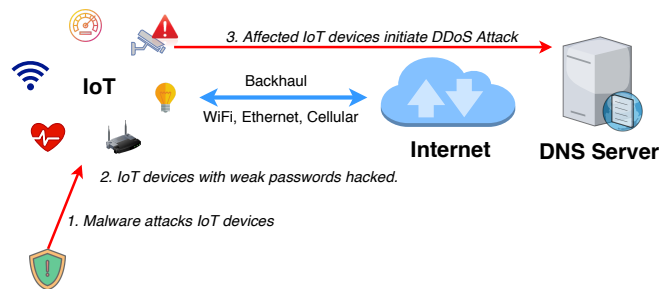 3. Affected IoT devices initiate DDoS Attack
IoT
Backhaul
WiFi, Ethernet, Cellular
Internet
DNS Server
2. IoT devices with weak passwords hacked.
1. Malware attacks IoT devices